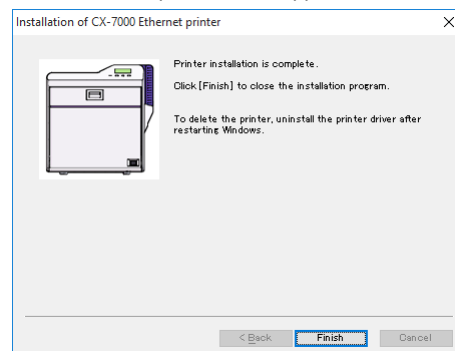 Installation of CX-7000 Ethernet printer
Printer installation is complete.
Click [Finish] to close the installation program.
To delete the printer, uninstall the printer driver after
restarting Windows.
< Back
Finish
Cancel